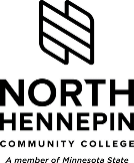 NORTH
HENNEPIN
COMMUNITY COLLEGE
A member of Minnesota State